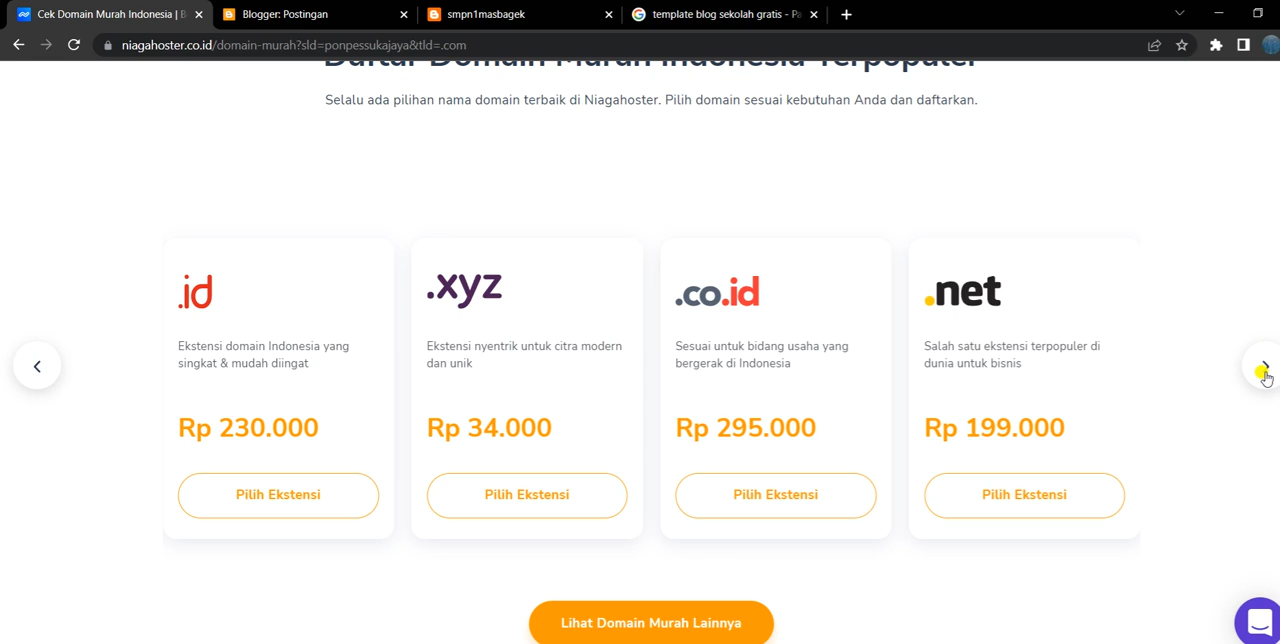 Cek Domain Murah Indonesia | B
Blogger: Postingan
smpn1masbagek
template blog sekolah gratis - Pe
niagahoster.co.id/domain-murah?sld=ponpessukajaya&tld=.com
Daftar Domain Murah Indonesia Terpopuler
Selalu ada pilihan nama domain terbaik di Niagahoster. Pilih domain sesuai kebutuhan Anda dan daftarkan.
.id
Ekstensi domain Indonesia yang
singkat & mudah diingat
Rp 230.000
Pilih Ekstensi
.xyz
Ekstensi nyentrik untuk citra modern
dan unik
Rp 34.000
Pilih Ekstensi
.co.id
Sesuai untuk bidang usaha yang
bergerak di Indonesia
Rp 295.000
Pilih Ekstensi
.net
Salah satu ekstensi terpopuler di
dunia untuk bisnis
Rp 199.000
Pilih Ekstensi
Lihat Domain Murah Lainnya